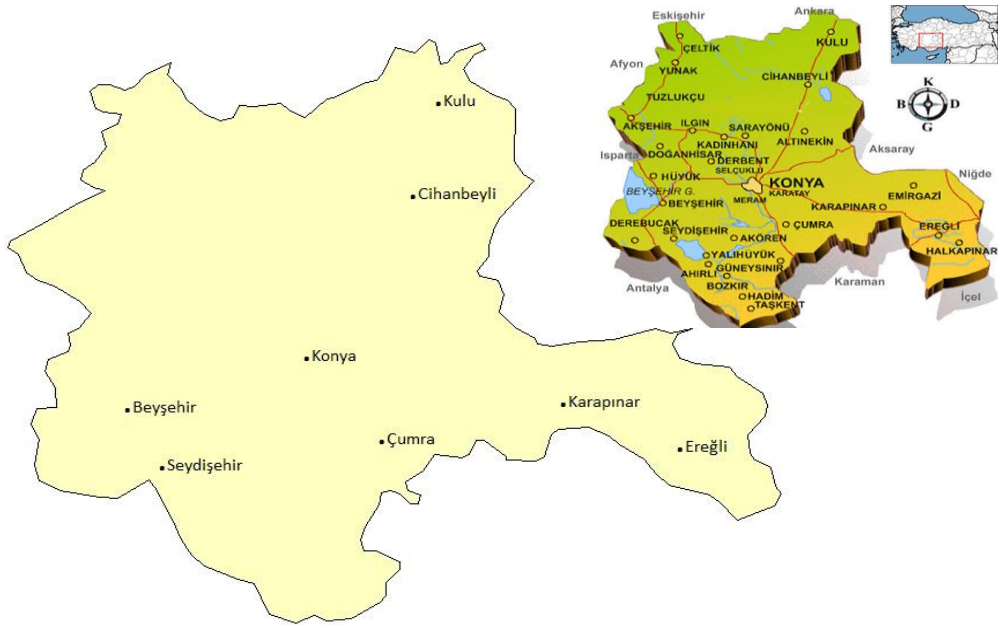 Kulu
Cihanbeyli
Konya
Beyşehir
Karapınar
Çumra
Ereğli
Seydişehir
Eskişehir
Ankara
ÇELTİK
KULU
Afyon
YUNAK
CİHANBEYLİ
TUZLUKÇU
AKŞEHİR
ILGIN
SARAYÖNÜ
KADINHANI
ALTINEKİN
Aksaray
Isparta
DOĞANHİSAR
DERBENT
SELÇUKLU
HÜYÜK
KONYA
KARATAY
Niğde
BEYŞEHİR G.
MERAM
EMİRGAZİ
BEYŞEHİR
KARAPINAR
DEREBUCAK
SEYDİŞEHİR
AKÖREN
ÇUMRA
EREĞLİ
HALKAPINAR
YALIHÜYÜK
AHIRLI
GÜNEYSINIR
Antalya
BOZKIR
Karaman
İçel
HADİM
TAŞKENT
K
B
D
G